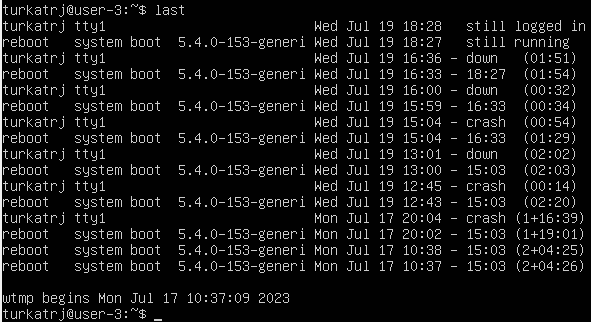 turkatrj@user-3:~$ last
turkatrj tty1                          Wed Jul 19 18:28   still logged in
reboot   system boot  5.4.0-153-generi Wed Jul 19 18:27   still running
turkatrj tty1                          Wed Jul 19 16:36 - down   (01:51)
reboot   system boot  5.4.0-153-generi Wed Jul 19 16:33 - 18:27  (01:54)
turkatrj tty1                          Wed Jul 19 16:00 - down   (00:32)
reboot   system boot  5.4.0-153-generi Wed Jul 19 15:59 - 16:33  (00:34)
turkatrj tty1                          Wed Jul 19 15:04 - crash  (00:54)
reboot   system boot  5.4.0-153-generi Wed Jul 19 15:04 - 16:33  (01:29)
turkatrj tty1                          Wed Jul 19 13:01 - down   (02:02)
reboot   system boot  5.4.0-153-generi Wed Jul 19 13:00 - 15:03  (02:03)
turkatrj tty1                          Wed Jul 19 12:45 - crash  (00:14)
reboot   system boot  5.4.0-153-generi Wed Jul 19 12:43 - 15:03  (02:20)
turkatrj tty1                          Mon Jul 17 20:04 - crash (1+16:39)
reboot   system boot  5.4.0-153-generi Mon Jul 17 20:02 - 15:03 (1+19:01)
reboot   system boot  5.4.0-153-generi Mon Jul 17 10:38 - 15:03 (2+04:25)
reboot   system boot  5.4.0-153-generi Mon Jul 17 10:37 - 15:03 (2+04:26)

wtmp begins Mon Jul 17 10:37:09 2023
turkatrj@user-3:~$ _